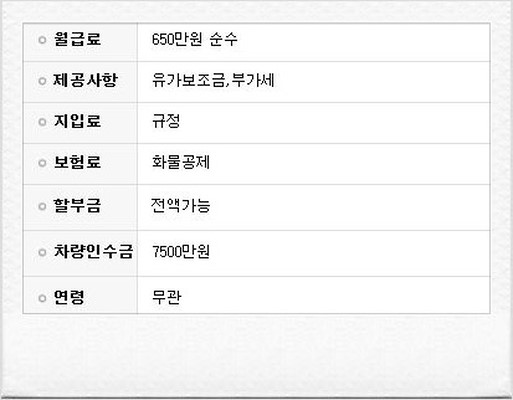 월급료 650만원 순수
제공사항 유가보조금,부가세
지입료 규정
보험료 화물공제
할부금 전액가능
차량인수금 7500만원
연령 무관